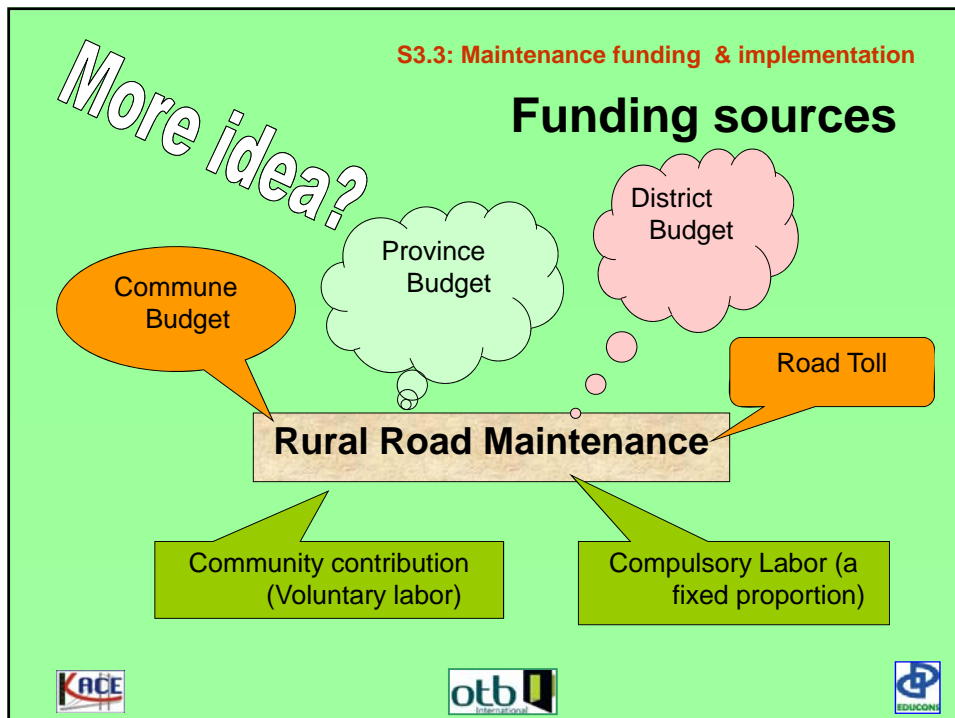 S3.3: Maintenance funding & implementation
More idea?
Funding sources
District
Budget
Province
Budget
Commune
Budget
Road Toll
Rural Road Maintenance
Community contribution
(Voluntary labor)
Compulsory Labor (a
fixed proportion)
KACE
otb
International
EDUCONS